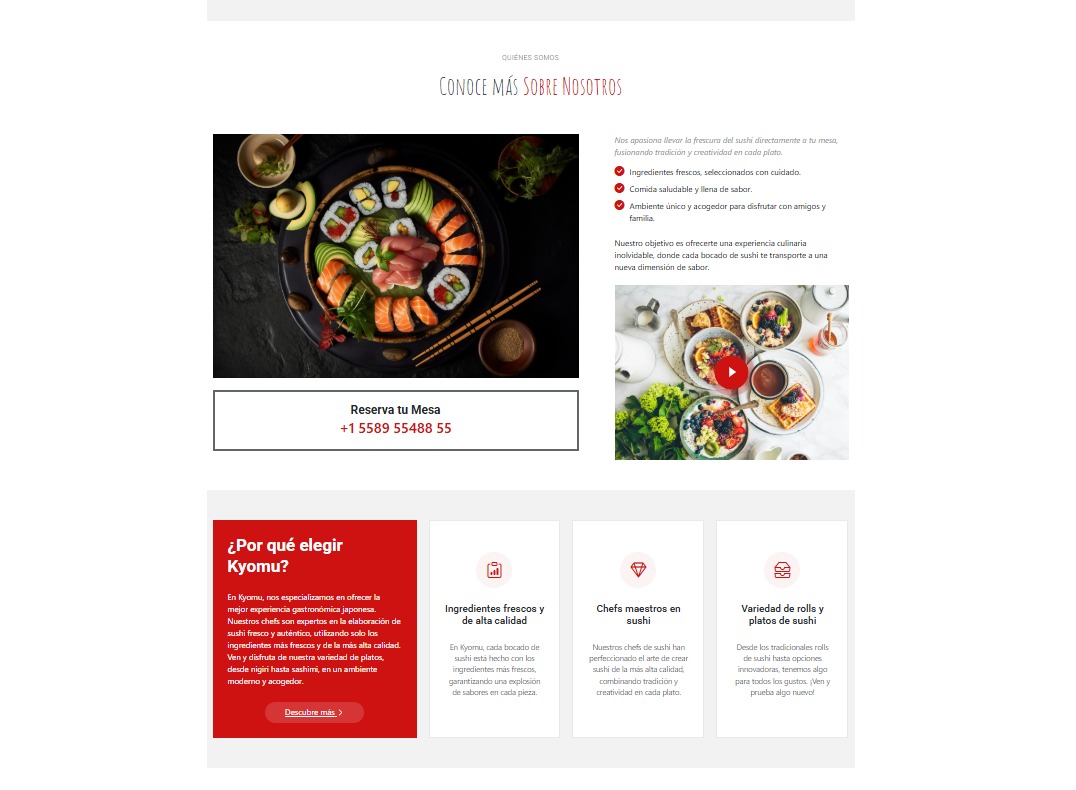 QUIÉNES SOMOS
Conoce más Sobre Nosotros
Nos apasiona llevar la frescura del sushi directamente a tu mesa,
fusionando tradición y creatividad en cada plato.
Ingredientes frescos, seleccionados con cuidado.
Comida saludable y llena de sabor.
Ambiente único y acogedor para disfrutar con amigos y
familia.
Nuestro objetivo es ofrecerte una experiencia culinaria
inolvidable, donde cada bocado de sushi te transporte a una
nueva dimensión de sabor.
Reserva tu Mesa
+1 5589 55488 55
¿Por qué elegir
Kyomu?
En Kyomu, nos especializamos en ofrecer la
mejor experiencia gastronómica japonesa.
Nuestros chefs son expertos en la elaboración de
sushi fresco y auténtico, utilizando solo los
ingredientes más frescos y de la más alta calidad.
Ven y disfruta de nuestra variedad de platos,
desde nigiri hasta sashimi, en un ambiente
moderno y acogedor.
Descubre más
Ingredientes frescos y
de alta calidad
En Kyomu, cada bocado de
sushi está hecho con los
ingredientes más frescos,
garantizando una explosión
de sabores en cada pieza.
Chefs maestros en
sushi
Nuestros chefs de sushi han
perfeccionado el arte de crear
sushi de la más alta calidad,
combinando tradición y
creatividad en cada plato.
Variedad de rolls y
platos de sushi
Desde los tradicionales rolls
de sushi hasta opciones
innovadoras, tenemos algo
para todos los gustos. ¡Ven y
prueba algo nuevo!